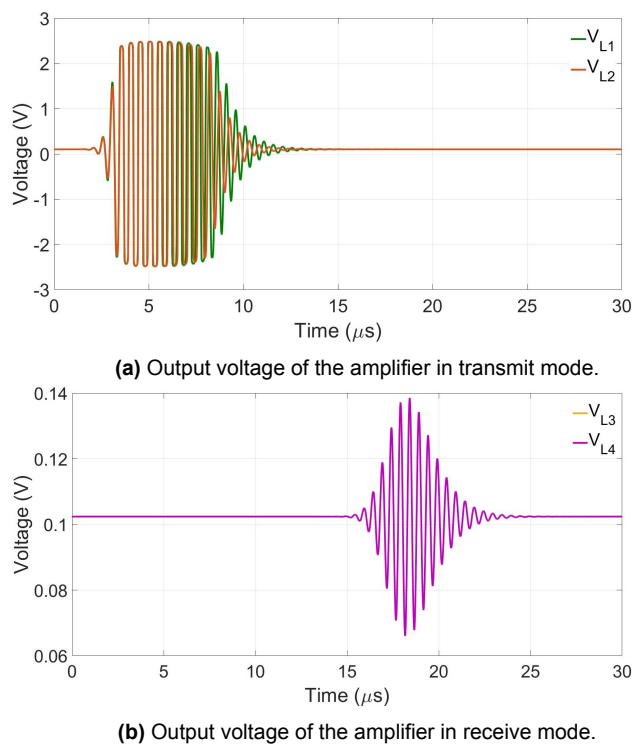 3
2
1
0
-1
-2
-3
Voltage (V)
V_L1
V_L2
0 5 10 15 20 25 30
Time (μs)
(a) Output voltage of the amplifier in transmit mode.
0.14
0.12
0.1
0.08
0.06
Voltage (V)
V_L3
V_L4
0 5 10 15 20 25 30
Time (μs)
(b) Output voltage of the amplifier in receive mode.